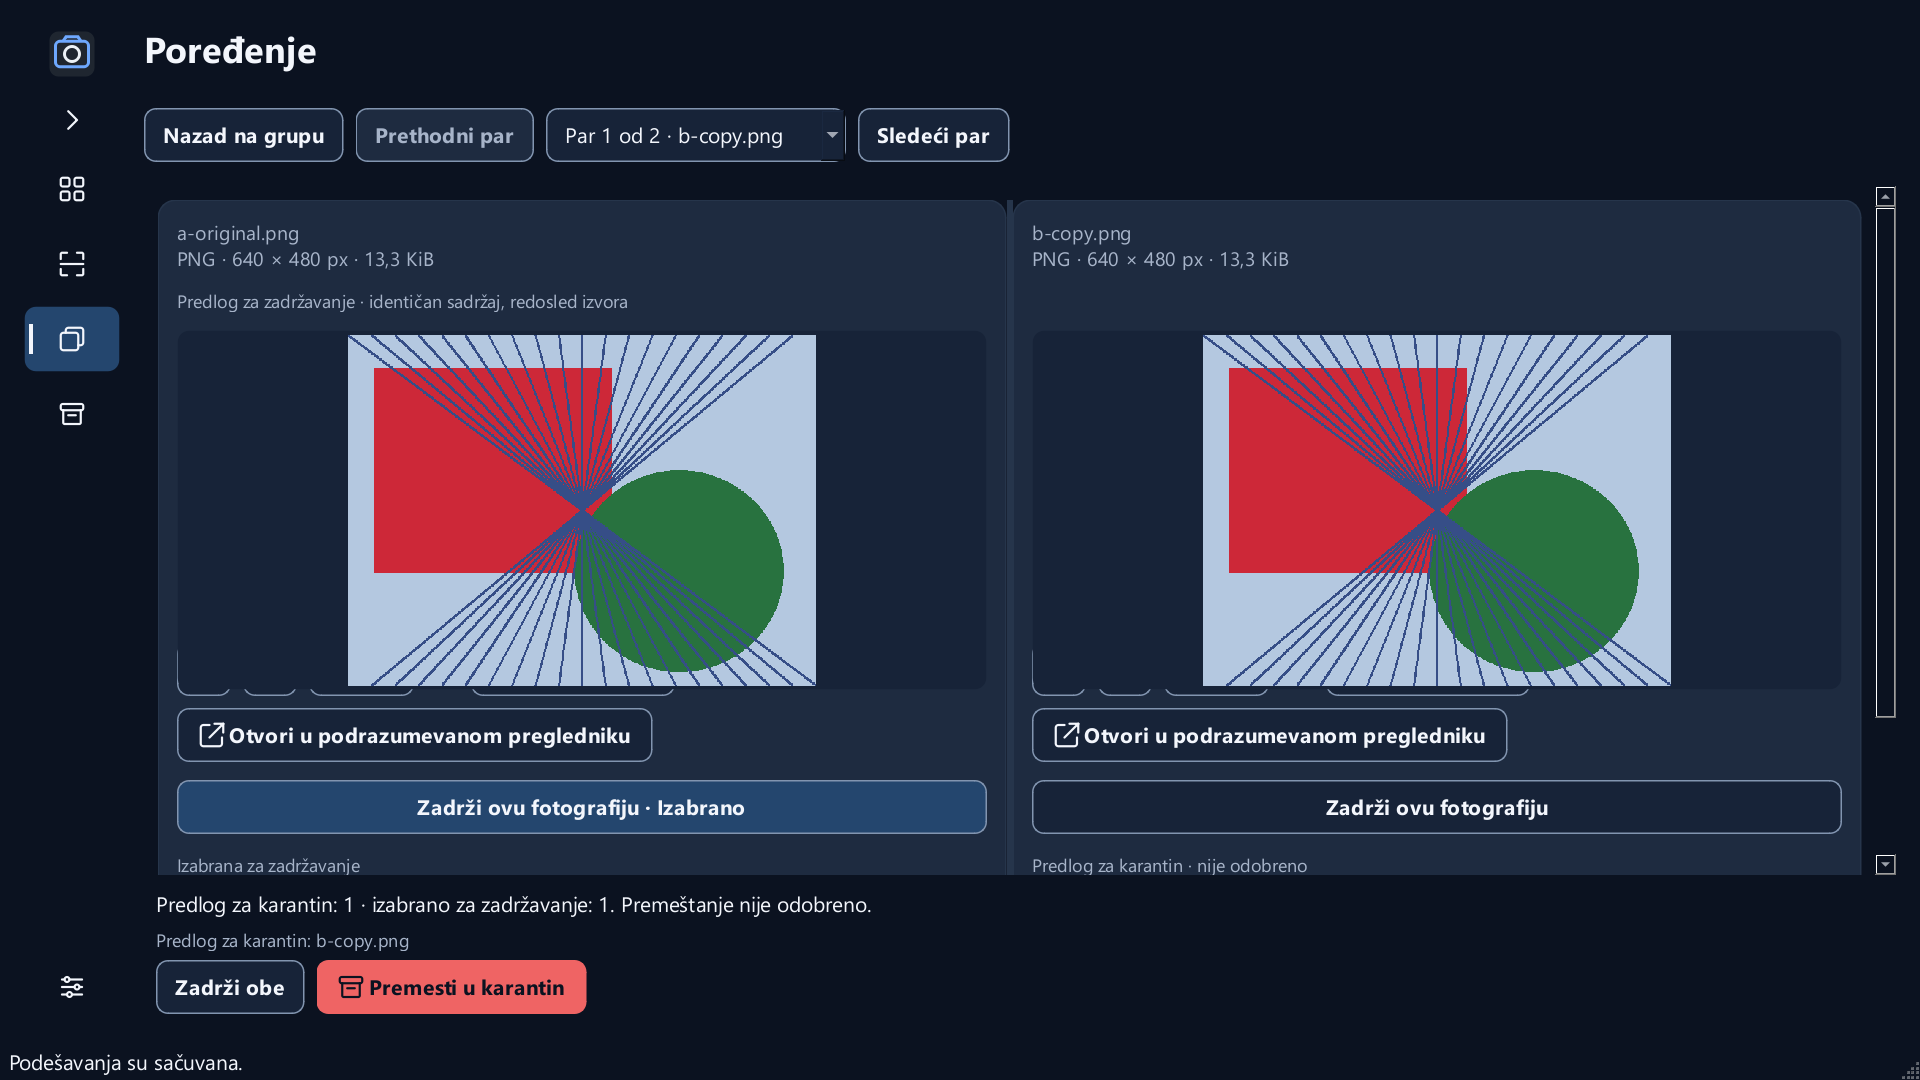 Poređenje
Nazad na grupu
Prethodni par
Par 1 od 2 · b-copy.png
Sledeći par
a-original.png
PNG · 640 × 480 px · 13,3 KiB
Predlog za zadržavanje · identičan sadržaj, redosled izvora
Otvori u podrazumevanom pregledniku
Zadrži ovu fotografiju · Izabrano
Izabrana za zadržavanje
b-copy.png
PNG · 640 × 480 px · 13,3 KiB
Otvori u podrazumevanom pregledniku
Zadrži ovu fotografiju
Predlog za karantin · nije odobreno
Predlog za karantin: 1 · izabrano za zadržavanje: 1. Premeštanje nije odobreno.
Predlog za karantin: b-copy.png
Zadrži obe
Premesti u karantin
Podešavanja su sačuvana.